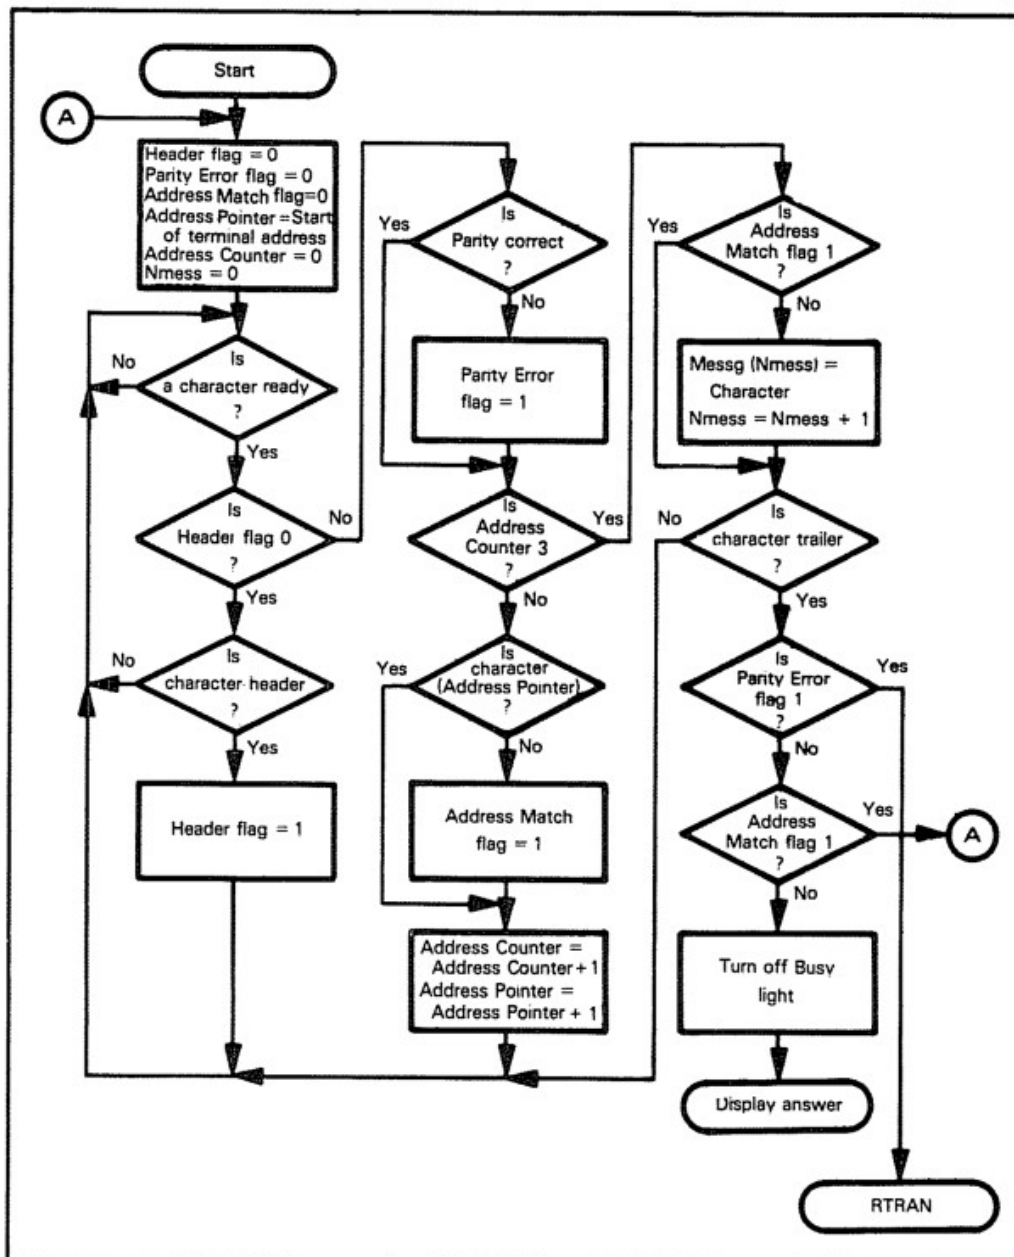 Start
A
Header flag = 0
Parity Error flag = 0
Address Match flag=0
Address Pointer = Start
of terminal address
Address Counter = 0
Nmess = 0
No
Is
a character ready
?
Yes
Is
Header flag 0
?
No
Yes
No
Is
character header
?
Yes
Header flag = 1
Yes
Is
Parity correct
?
No
Parity Error
flag = 1
Is
Address
Counter 3
?
Yes
No
Yes
Is
character
(Address Pointer)
?
No
Address Match
flag = 1
Address Counter =
Address Counter + 1
Address Pointer =
Address Pointer + 1
Yes
Is
Address
Match flag 1
?
No
Messg (Nmess) =
Character
Nmess = Nmess + 1
No
Is
character trailer
?
Yes
Is
Parity Error
flag 1
?
Yes
No
Is
Address
Match flag 1
?
Yes
A
No
Turn off Busy
light
Display answer
RTRAN